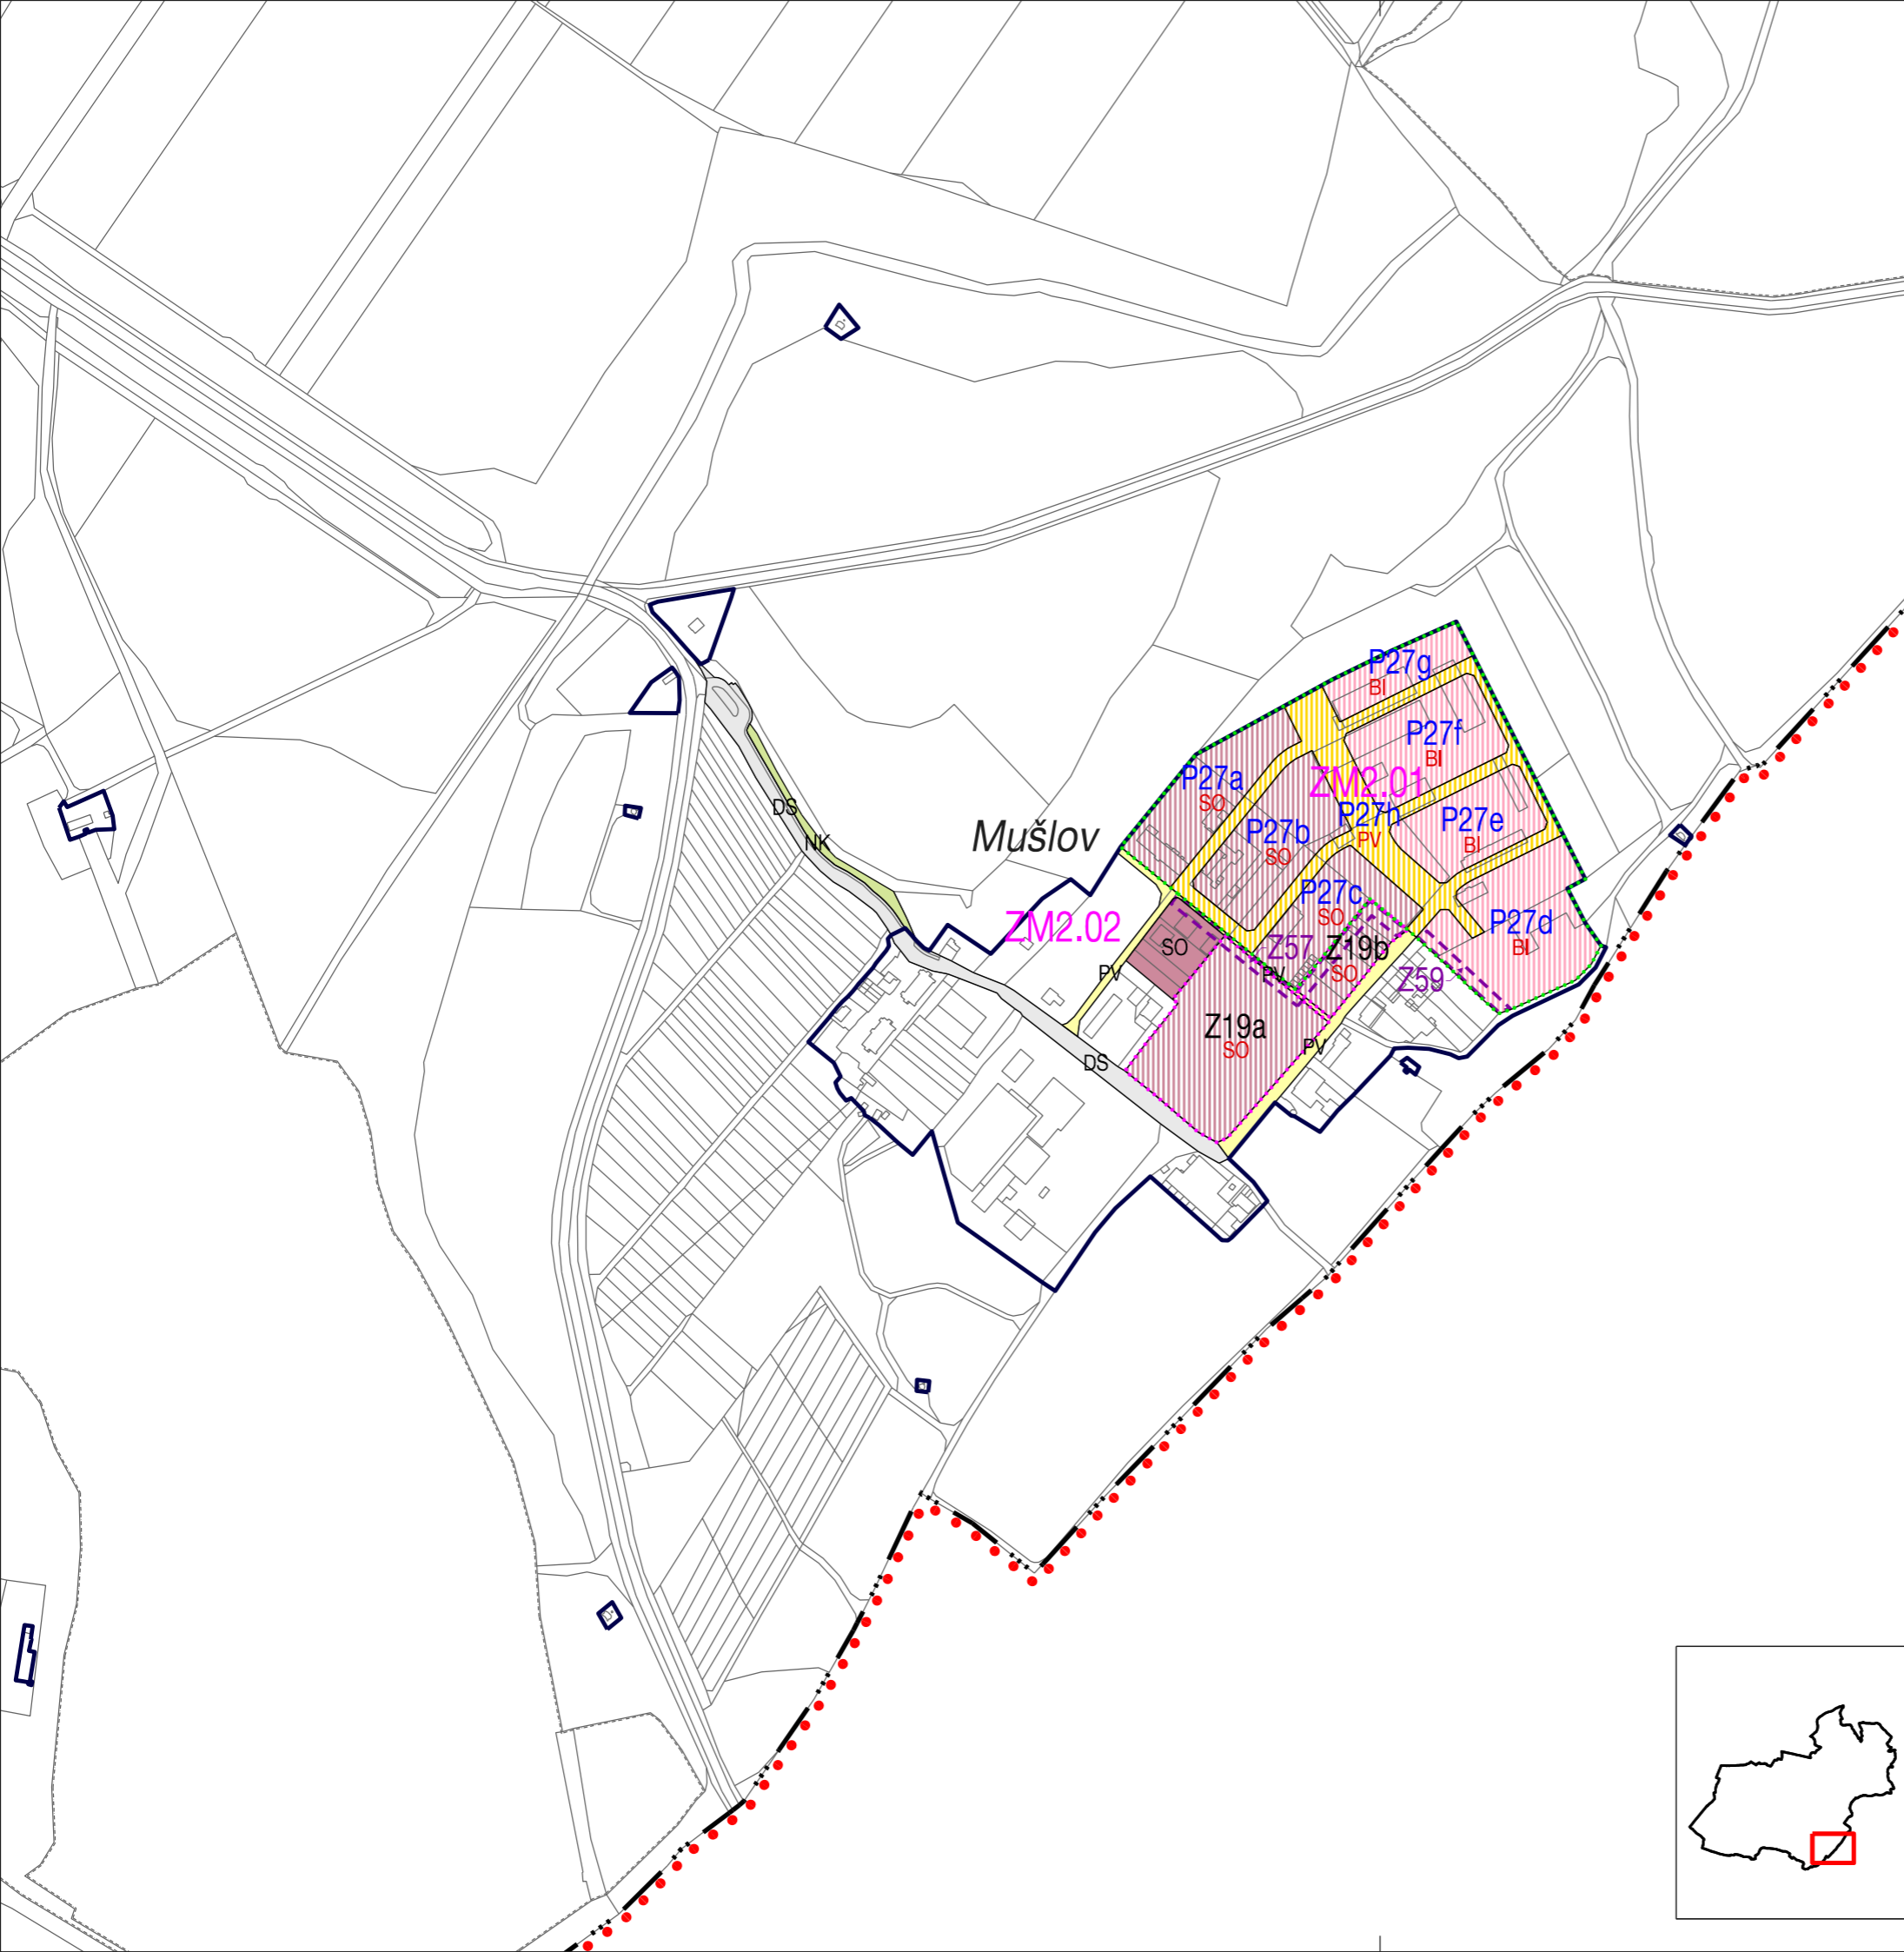 P27g
BI
P27f
BI
P27a
SO
ZM2.01
DS
P27h
PV
P27e
BI
P27b
SO
NK
Mušlov
P27c
SO
ZM2.02
P27d
BI
SO
Z57
Z19b
SO
PV
PV
Z59
Z19a
SO
PV
DS